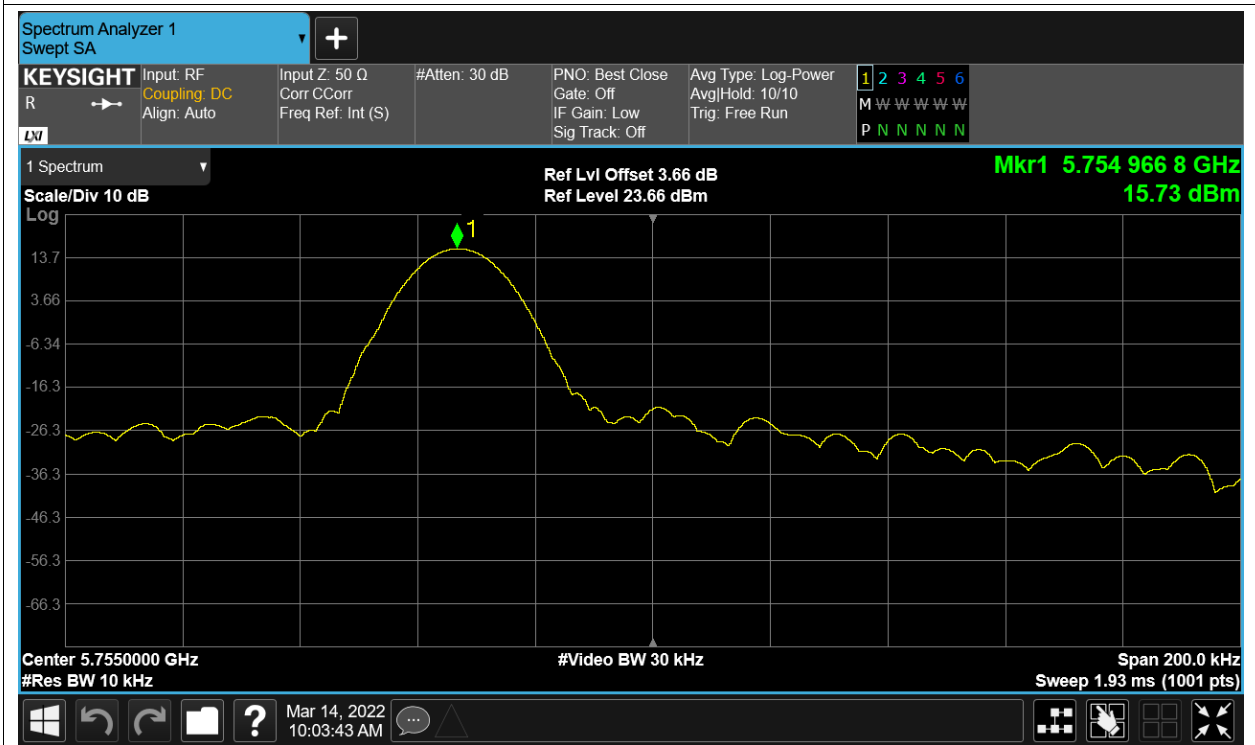 Spectrum Analyzer 1
Swept SA
KEYSIGHT
R
LXI
Input: RF
Coupling: DC
Align: Auto
Input Z: 50 Ω
Corr CCorr
Freq Ref: Int (S)
#Atten: 30 dB
PNO: Best Close
Gate: Off
IF Gain: Low
Sig Track: Off
Avg Type: Log-Power
Avg|Hold: 10/10
Trig: Free Run
1 2 3 4 5 6
M W W W W W W
P N N N N N N
1 Spectrum
Scale/Div 10 dB
Log
Ref Lvl Offset 3.66 dB
Ref Level 23.66 dBm
Mkr1 5.754 966 8 GHz
15.73 dBm
1
13.7
3.66
-6.34
-16.3
-26.3
-36.3
-46.3
-56.3
-66.3
Center 5.7550000 GHz
#Video BW 30 kHz
Span 200.0 kHz
#Res BW 10 kHz
Sweep 1.93 ms (1001 pts)
?
Mar 14, 2022
10:03:43 AM